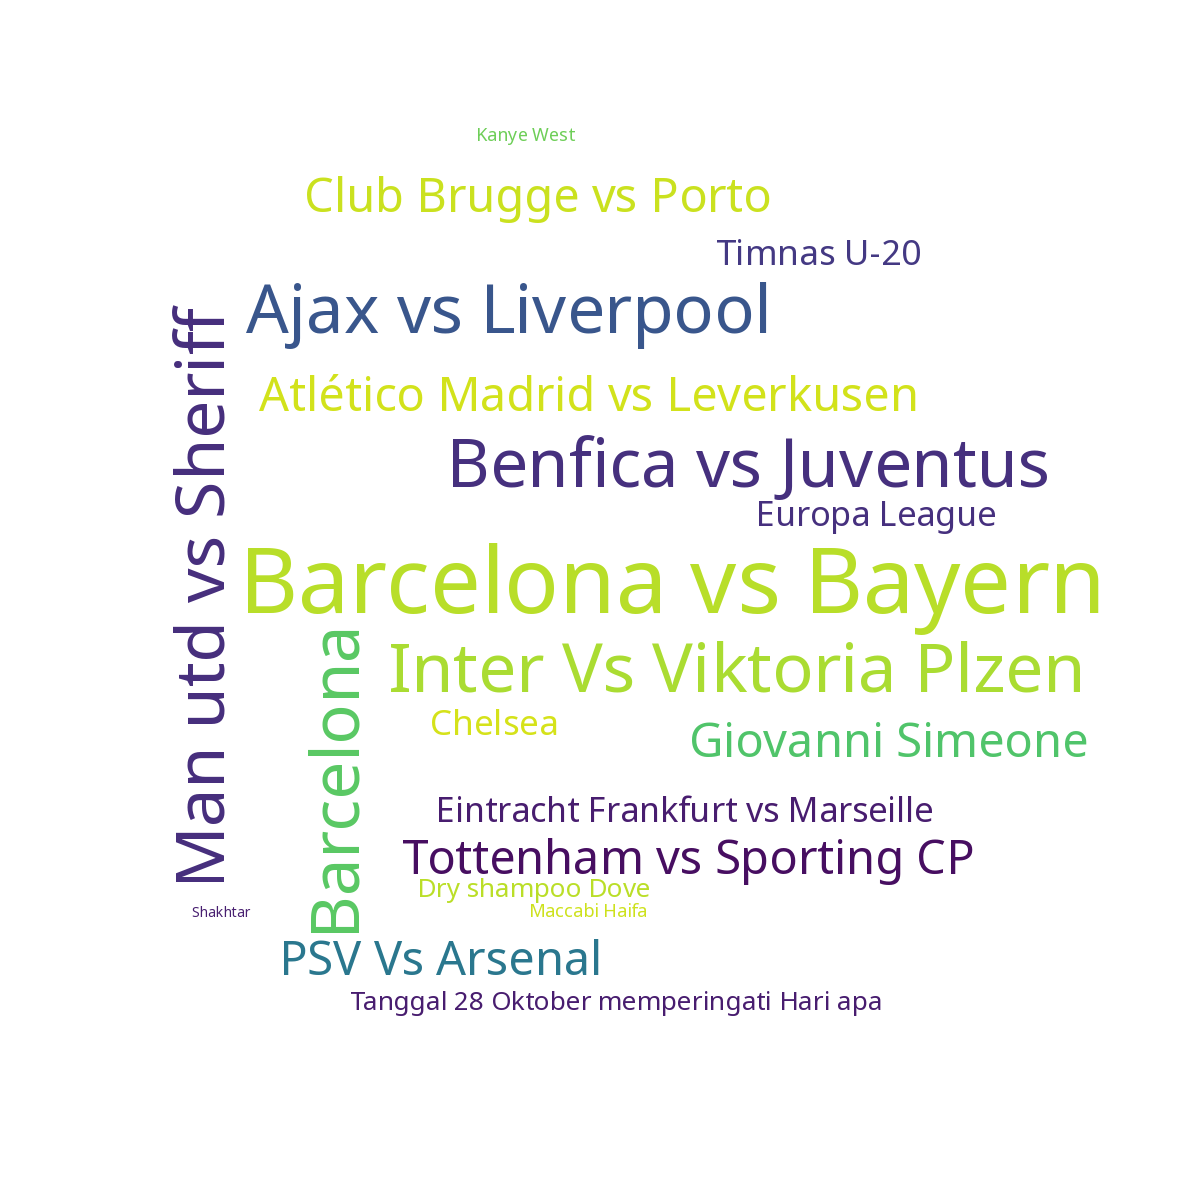 Kanye West
Club Brugge vs Porto
Timnas U-20
Ajax vs Liverpool
Man utd vs Sheriff
Atlético Madrid vs Leverkusen
Benfica vs Juventus
Europa League
Barcelona vs Bayern
Barcelona
Inter Vs Viktoria Plzen
Chelsea
Giovanni Simeone
Eintracht Frankfurt vs Marseille
Tottenham vs Sporting CP
Dry shampoo Dove
Maccabi Haifa
Shakhtar
PSV Vs Arsenal
Tanggal 28 Oktober memperingati Hari apa